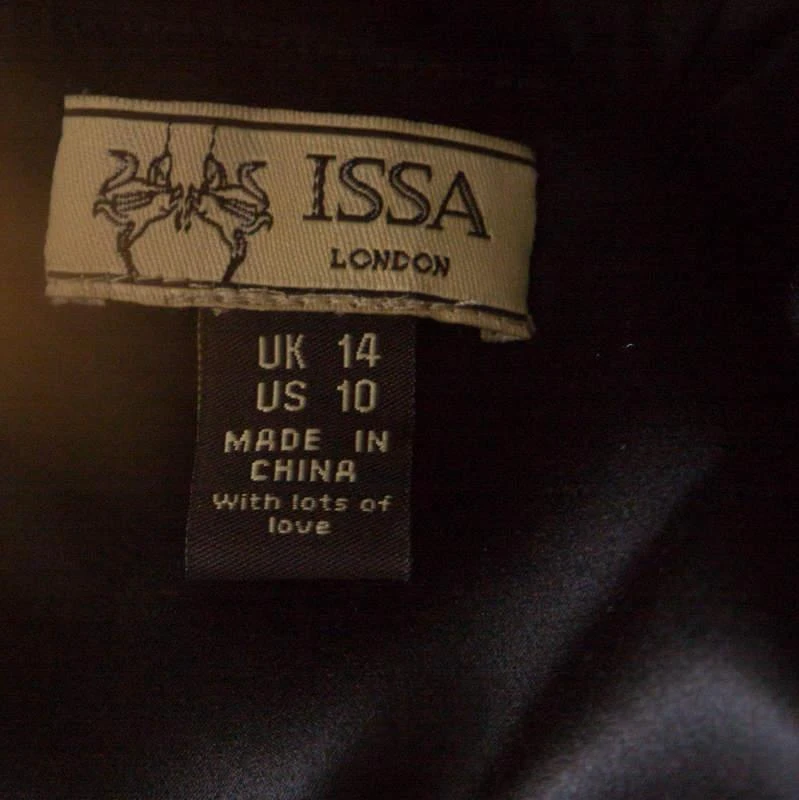 ISSA
LONDON
UK 14
US 10
MADE IN
CHINA
With lots of
love